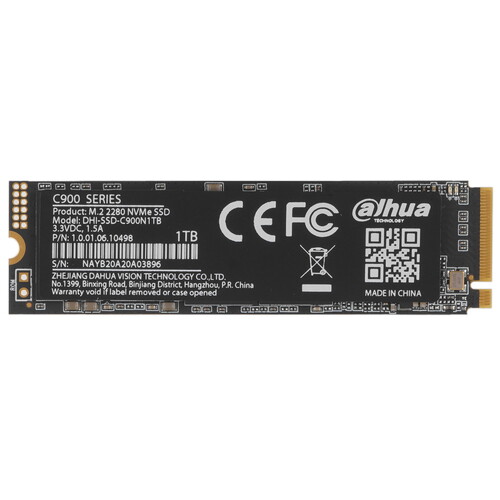 C900 SERIES
Product: M.2 2280 NVMe SSD
Model: DHI-SSD-C900N1TB
3.3VDC, 1.5A
P/N: 1.0.01.06.10498
1TB
S/N: NAYB20A20A03896
ZHEJIANG DAHUA VISION TECHNOLOGY CO.,LTD.
No.1399, Binxing Road, Binjiang District, Hangzhou, P.R. China
Warranty void if label removed or cover opened
CE FC
alhua
TECHNOLOGY
MADE IN CHINA
ROM